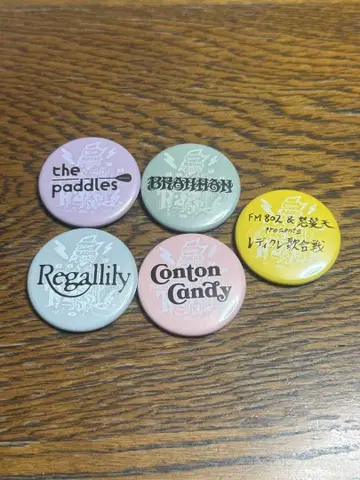 the
paddles
BRAHMAN
Regallily
Conton
Candy
FM802 & 怒髪天
presents
レディクレ歌合戦